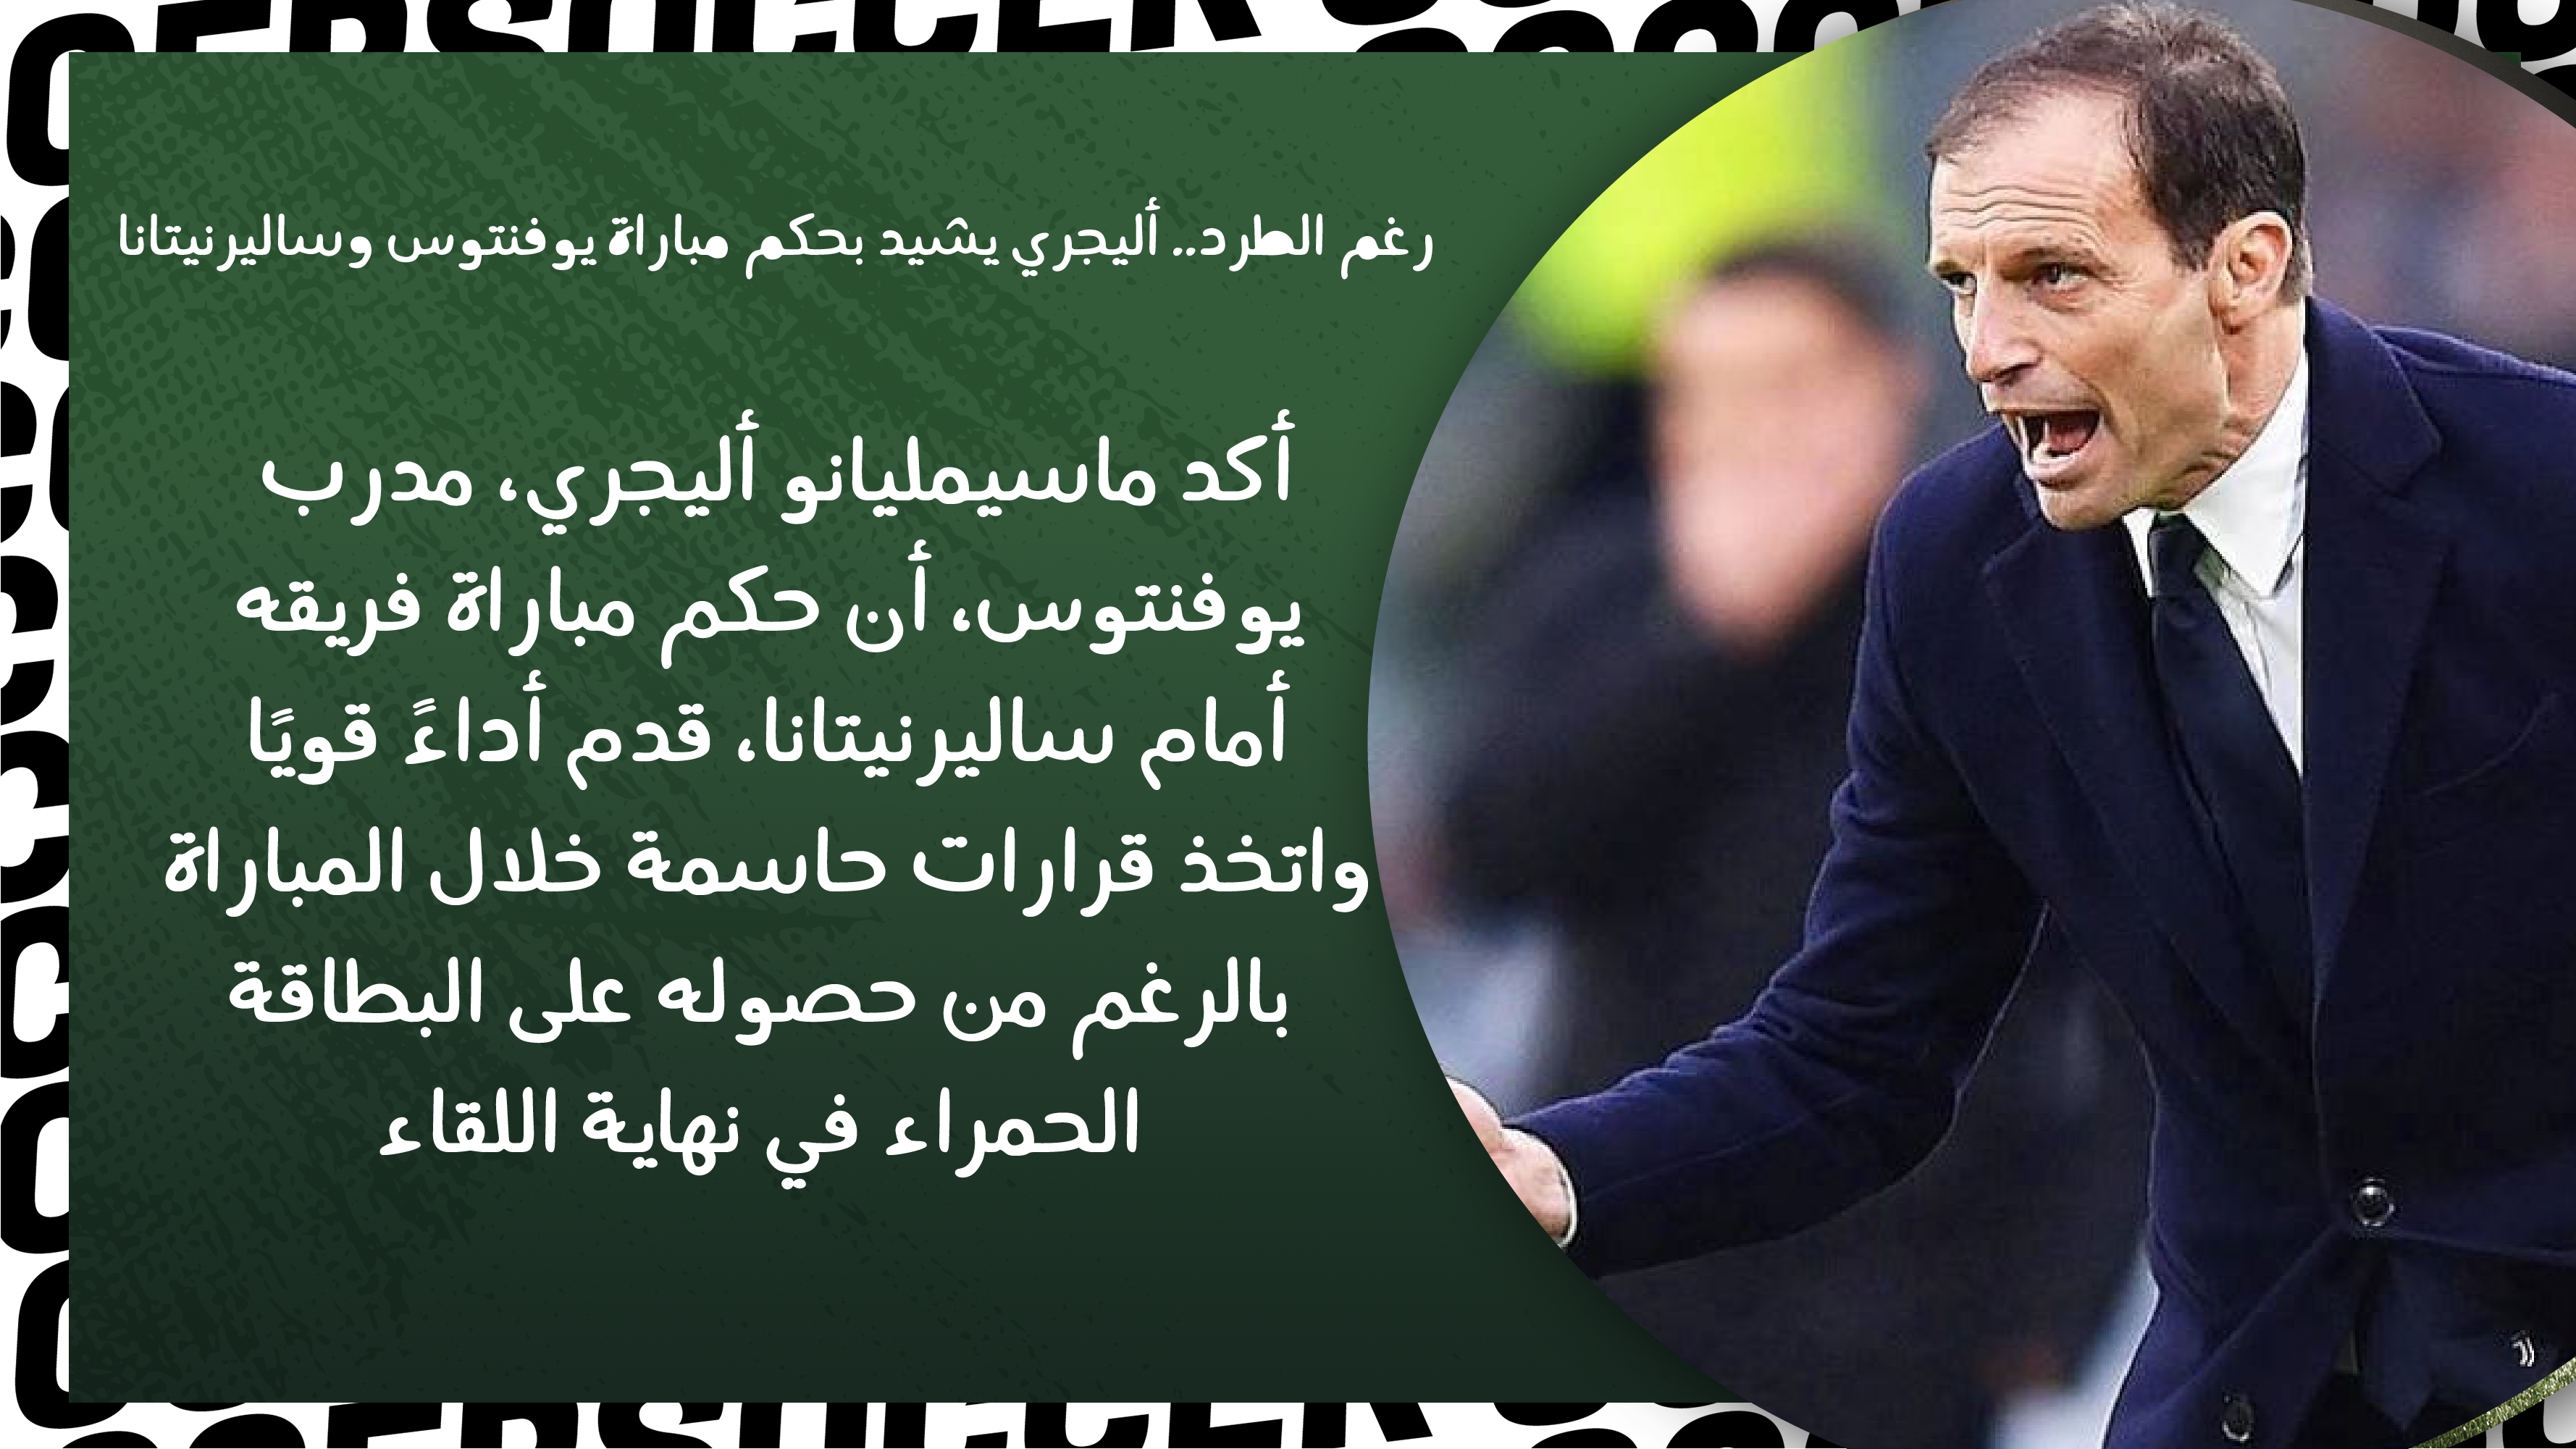 رغم الطرد.. أليجري يشيد بحكم مباراة يوفنتوس وساليرنيتانا
أكد ماسيمليانو أليجري، مدرب
يوفنتوس، أن حكم مباراة فريقه
أمام ساليرنيتانا، قدم أداءً قويًا
واتخذ قرارات حاسمة خلال المباراة
بالرغم من حصوله على البطاقة
الحمراء في نهاية اللقاء